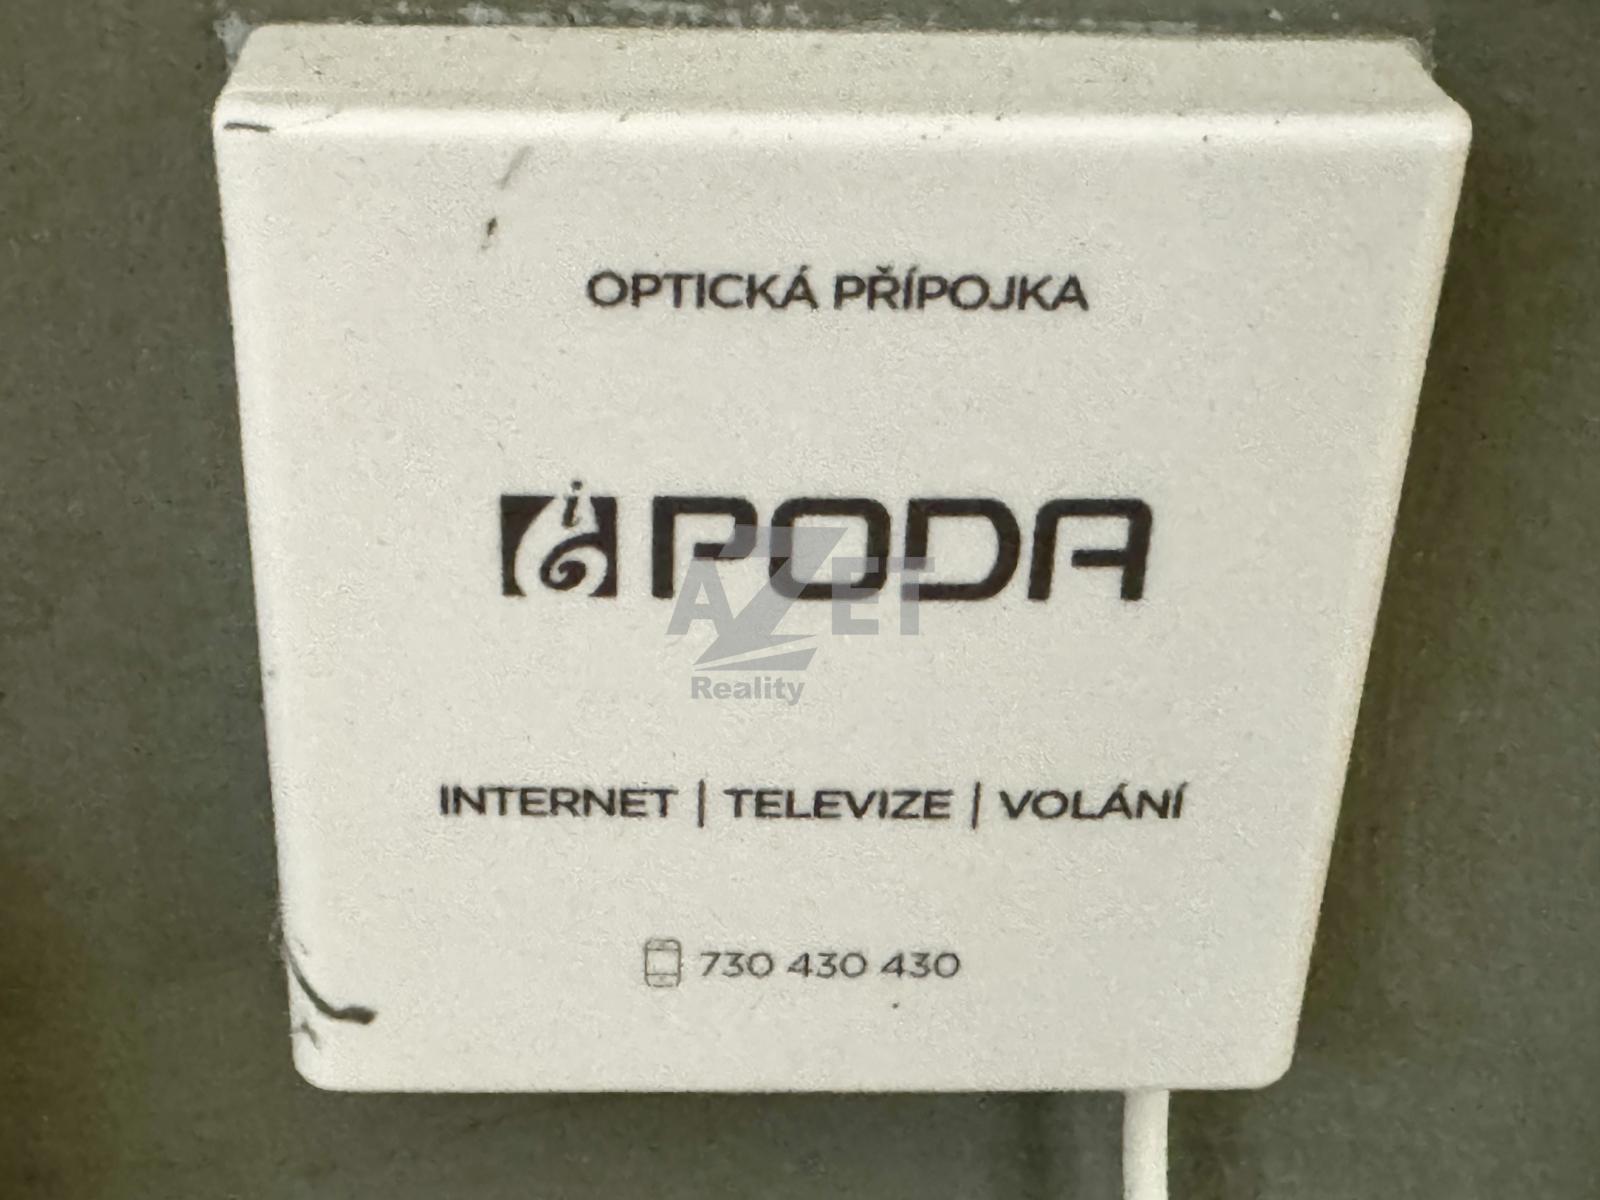 OPTICKÁ PŘÍPOJKA
i PODA
AZET
Reality
INTERNET | TELEVIZE | VOLÁNÍ
730 430 430